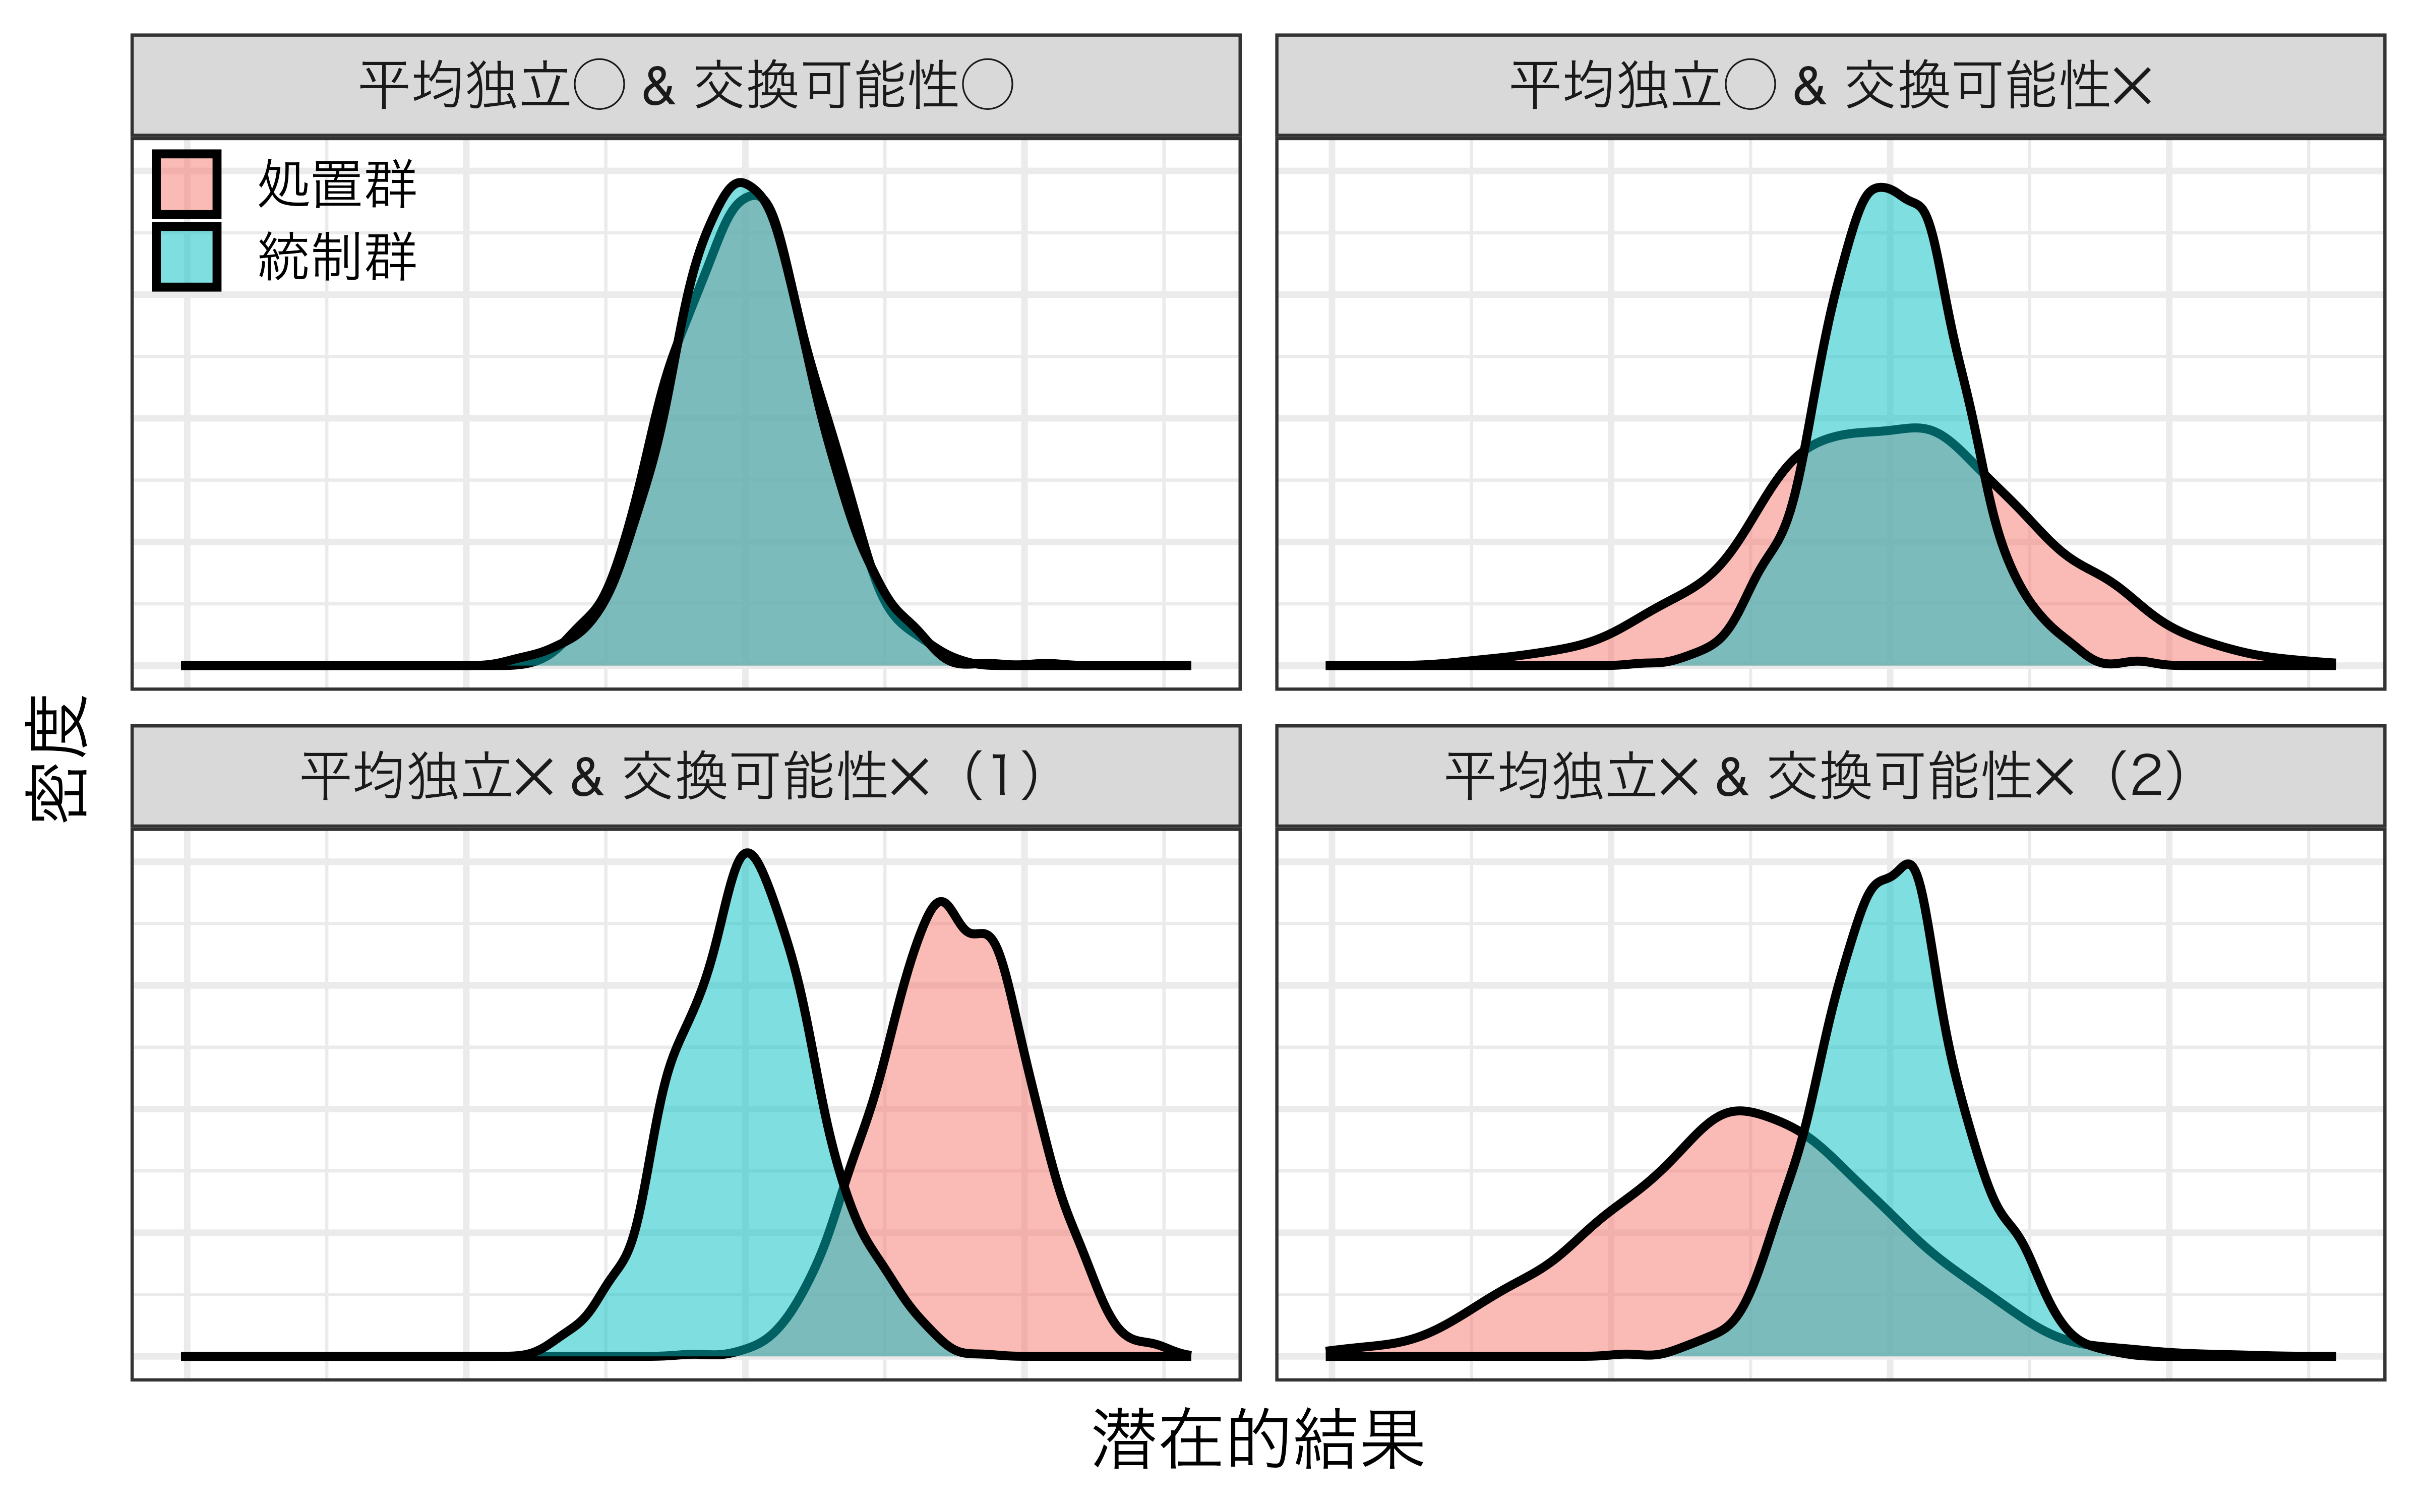 平均独立◯ & 交換可能性◯
平均独立◯ & 交換可能性×
処置群
統制群
密度
平均独立× & 交換可能性×（1）
平均独立× & 交換可能性×（2）
潜在的結果